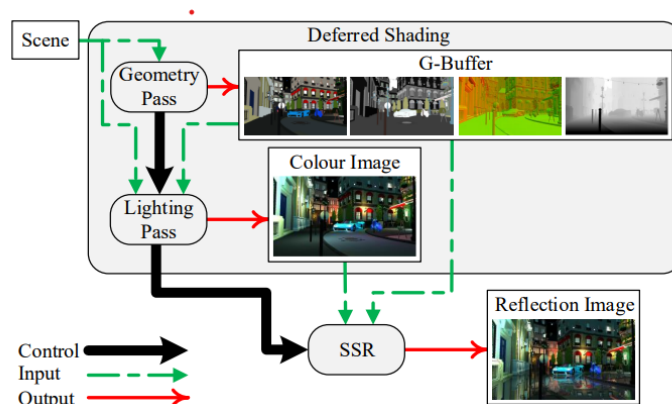 Scene
Deferred Shading
G-Buffer
Geometry
Pass
Colour Image
Lighting
Pass
Reflection Image
SSR
Control
Input
Output